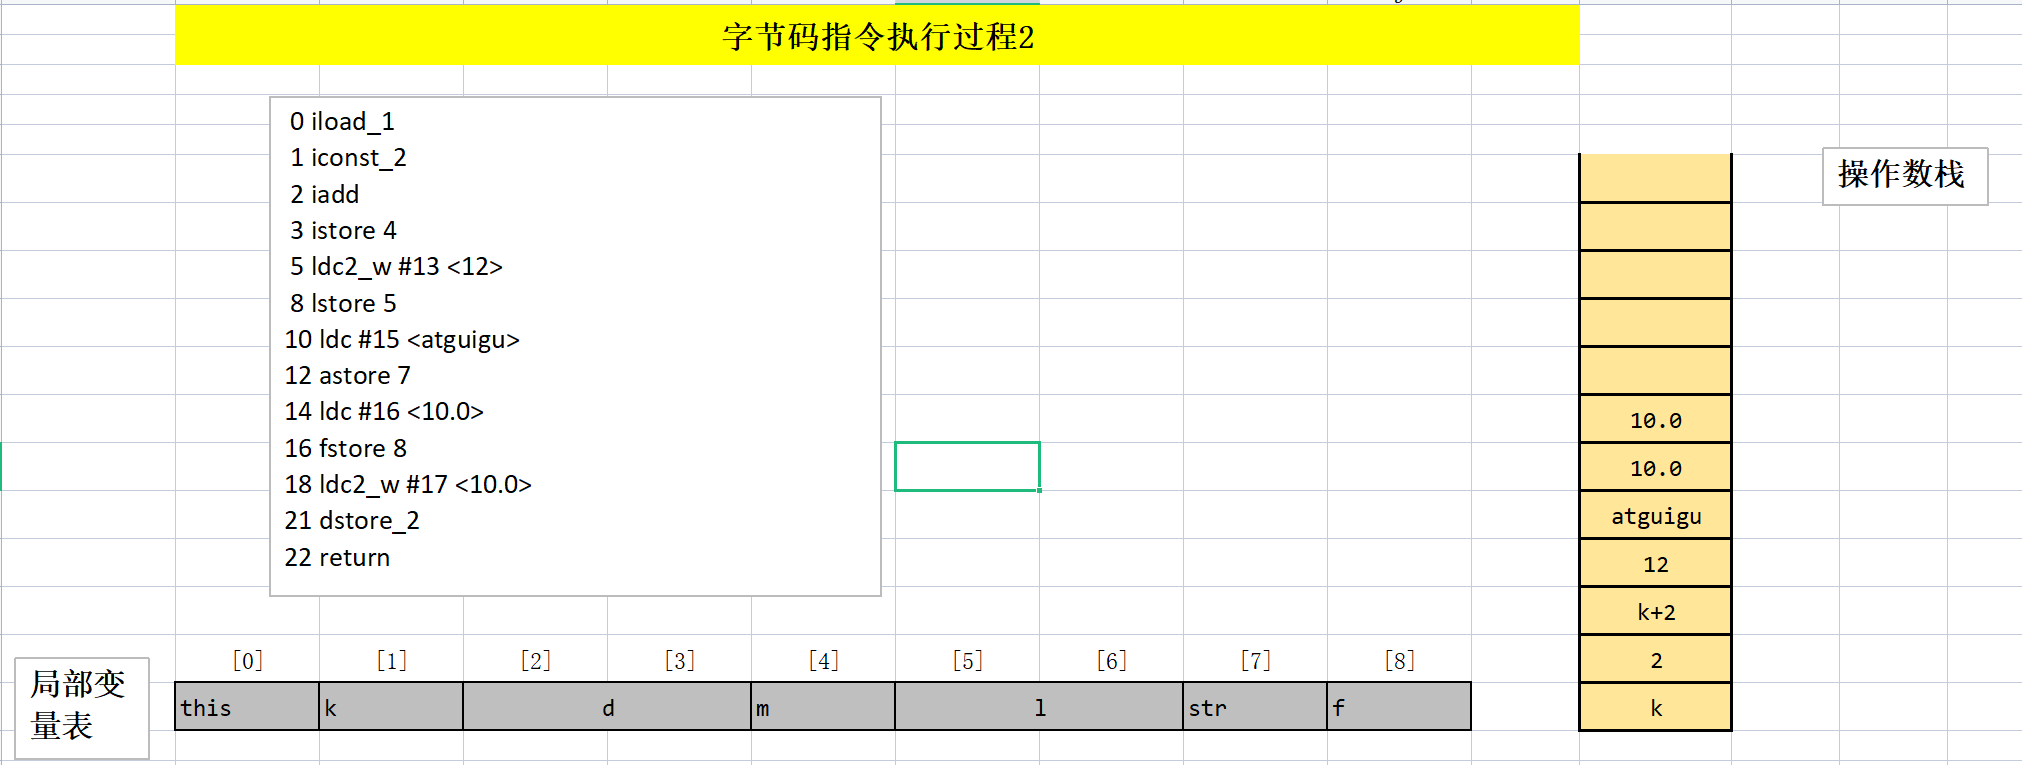 字节码指令执行过程2
0 iload_1
1 iconst_2
2 iadd
3 istore 4
5 ldc2_w #13 <12>
8 lstore 5
10 ldc #15 <atguigu>
12 astore 7
14 ldc #16 <10.0>
16 fstore 8
18 ldc2_w #17 <10.0>
21 dstore_2
22 return
操作数栈
10.0
10.0
atguigu
12
k+2
2
k
[0] [1] [2] [3] [4] [5] [6] [7] [8]
局部变
量表
this k d m l str f